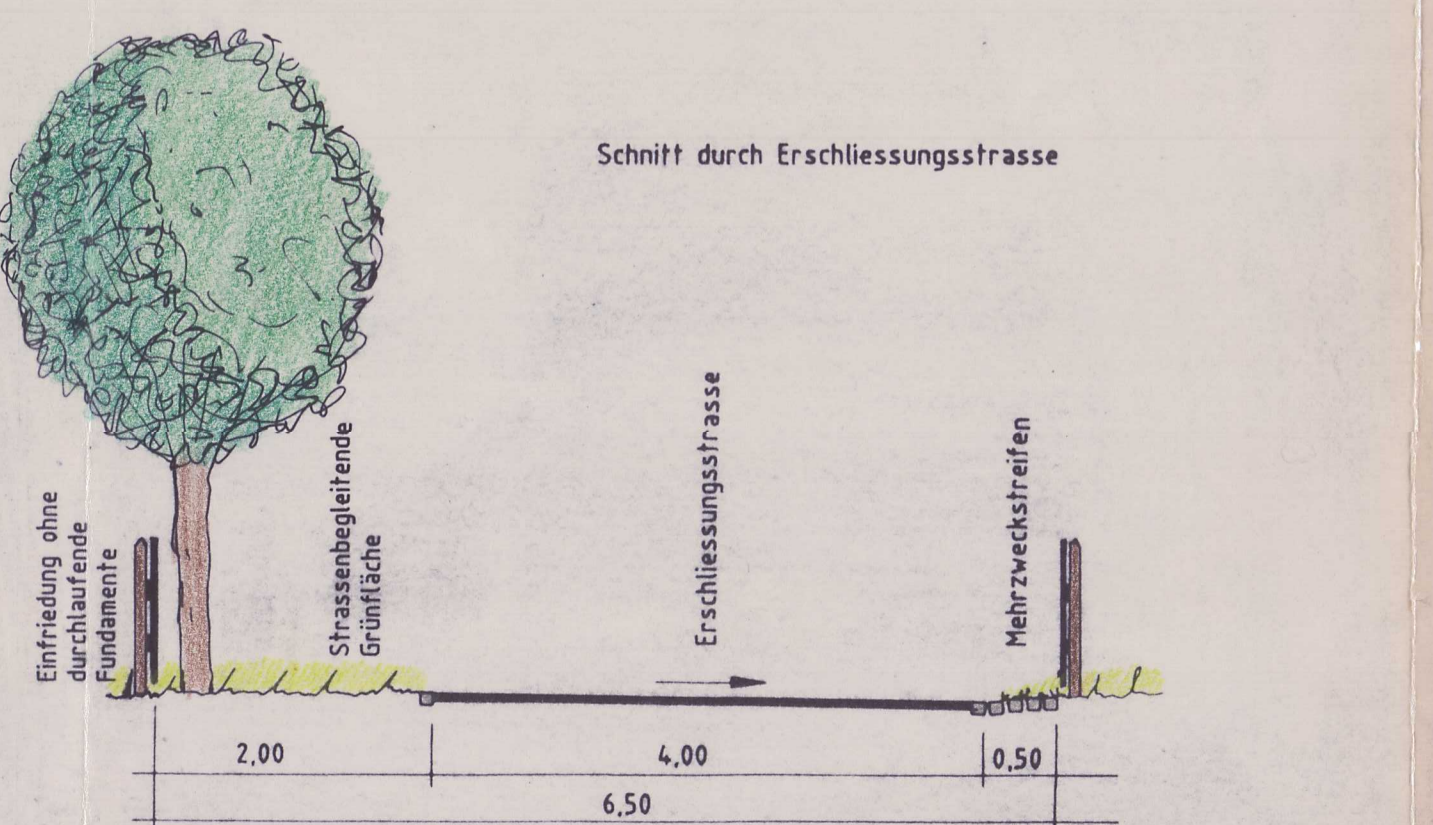 Schnitt durch Erschliessungsstrasse
Einfriedung ohne
durchlaufende
Fundamente
Strassenbegleitende
Grünfläche
Erschliessungsstrasse
Mehrzweckstreifen
2,00
4,00
0,50
6,50